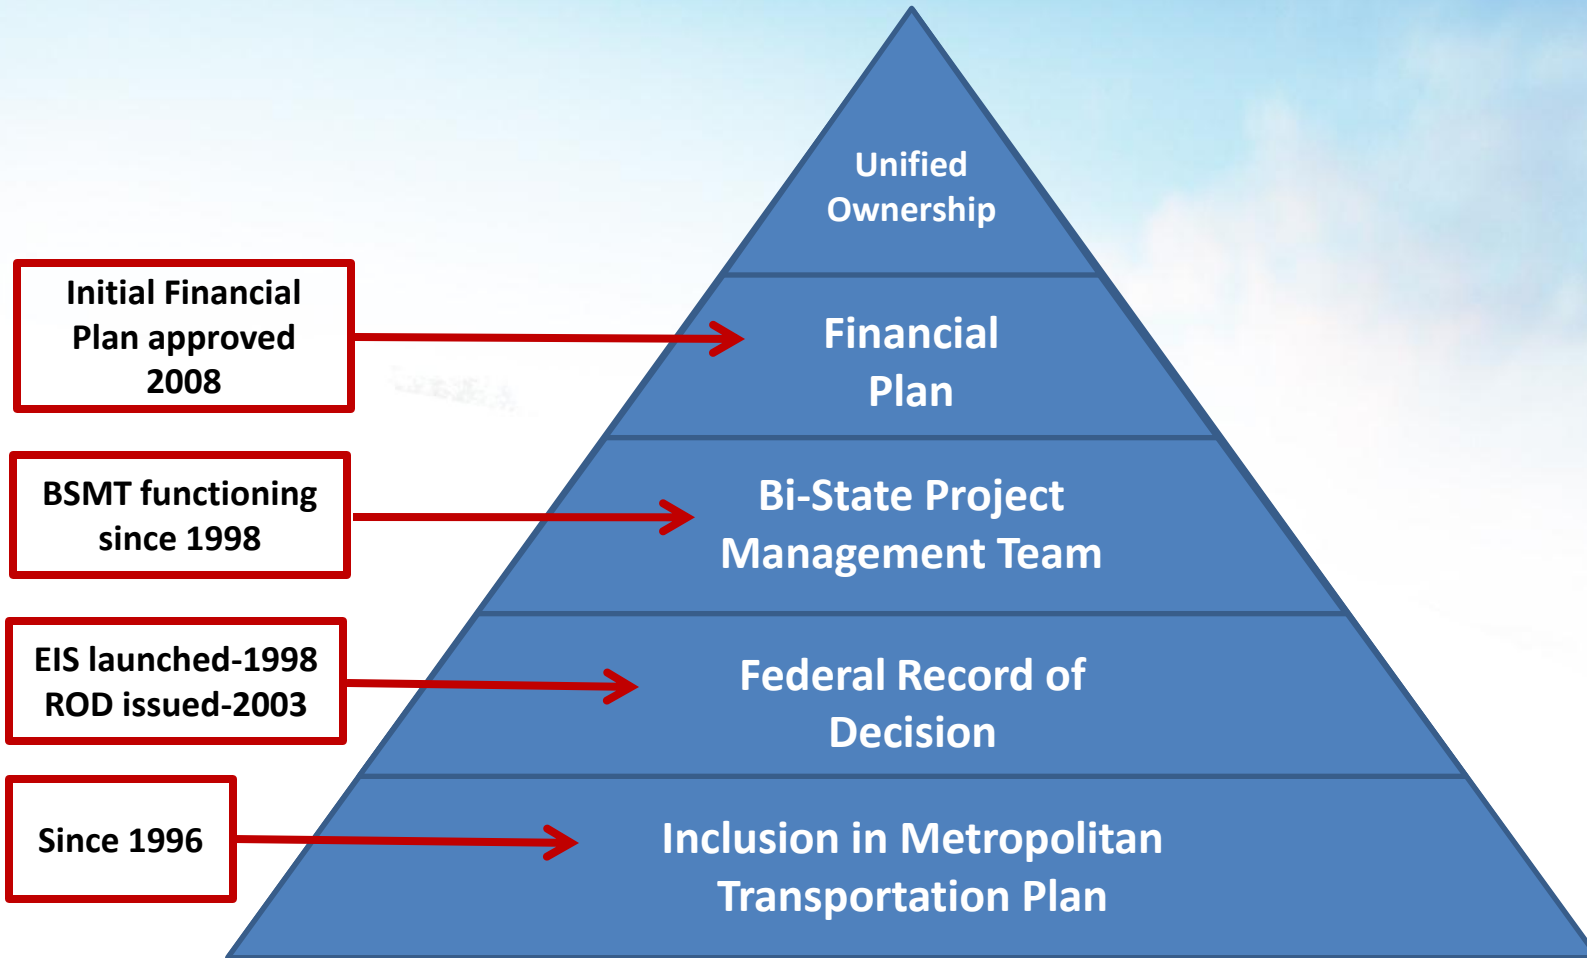 Unified
Ownership
Initial Financial
Plan approved
2008
Financial
Plan
BSMT functioning
since 1998
Bi-State Project
Management Team
EIS launched-1998
ROD issued-2003
Federal Record of
Decision
Since 1996
Inclusion in Metropolitan
Transportation Plan